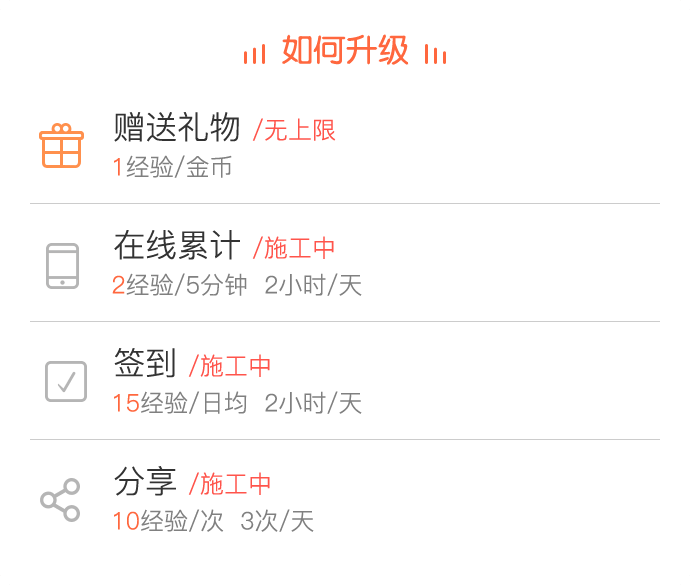 如何升级
赠送礼物 /无上限
1经验/金币
在线累计 /施工中
2经验/5分钟 2小时/天
签到 /施工中
15经验/日均 2小时/天
分享 /施工中
10经验/次 3次/天